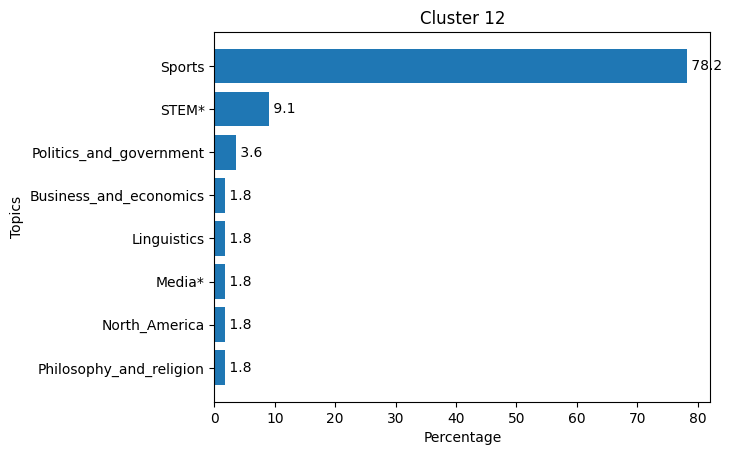 Cluster 12
Topics
Sports 78.2
STEM* 9.1
Politics_and_government 3.6
Business_and_economics 1.8
Linguistics 1.8
Media* 1.8
North_America 1.8
Philosophy_and_religion 1.8
0 10 20 30 40 50 60 70 80
Percentage